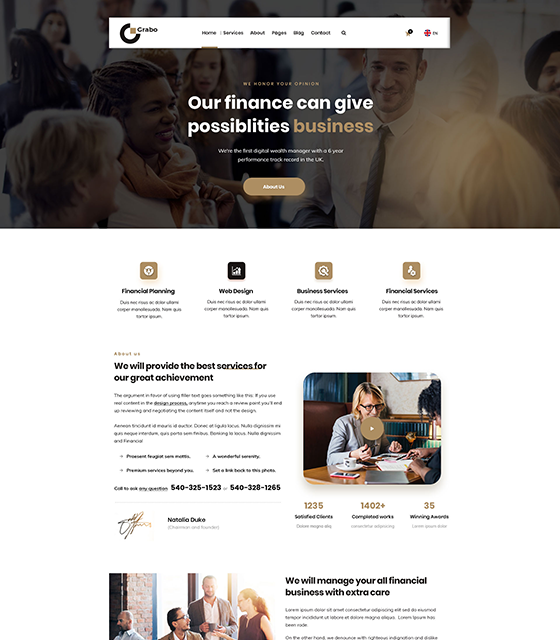 Grabo
Home Services About Pages Blog Contact EN
WE HONOR YOUR OPINION
Our finance can give
possiblities business
We're the first digital wealth manager with a 6 year
performance track record in the UK.
About Us
Financial Planning
Duis nec risus ac dolor ullami
corper manollesuada. Nam quis
tortor ipsum.
Web Design
Duis nec risus ac dolor ullami
corper manollesuada. Nam quis
tortor ipsum.
Business Services
Duis nec risus ac dolor ullami
corper manollesuada. Nam quis
tortor ipsum.
Financial Services
Duis nec risus ac dolor ullami
corper manollesuada. Nam quis
tortor ipsum.
About us
We will provide the best services for
our great achievement
The argument in favor of using filler text goes something like this: If you use
real content in the design process, anytime you reach a review point you'll end
up reviewing and negotiating the content itself and not the design.
Aenean tincidunt id mauris id auctor. Donec at ligula lacus. Nulla dignissim mi
quis neque interdum, quis porta sem finibus. Banking la lacus. Nulla dignissim
and Financial
Praesent feugiat sem mattis.
A wonderful serenity.
Premium services beyond you.
Set a link back to this photo.
Call to ask any question 540-325-1523 or 540-328-1265
Natalia Duke
(Chairman and founder)
1235
Satisfied Clients
Dolore magna aliq
1402+
Completed works
consectetur adipiscing
35
Winning Awards
Lorem ipsum dolor
We will manage your all financial
business with extra care
Lorem ipsum dolor sit amet consectetur adipiscing elit sed do eiusmod
tempor incididunt ut labore et dolore magna aliqua. Lorem Ipsum has
been rode
On the other hand, we denounce with righteous indignation and dislike